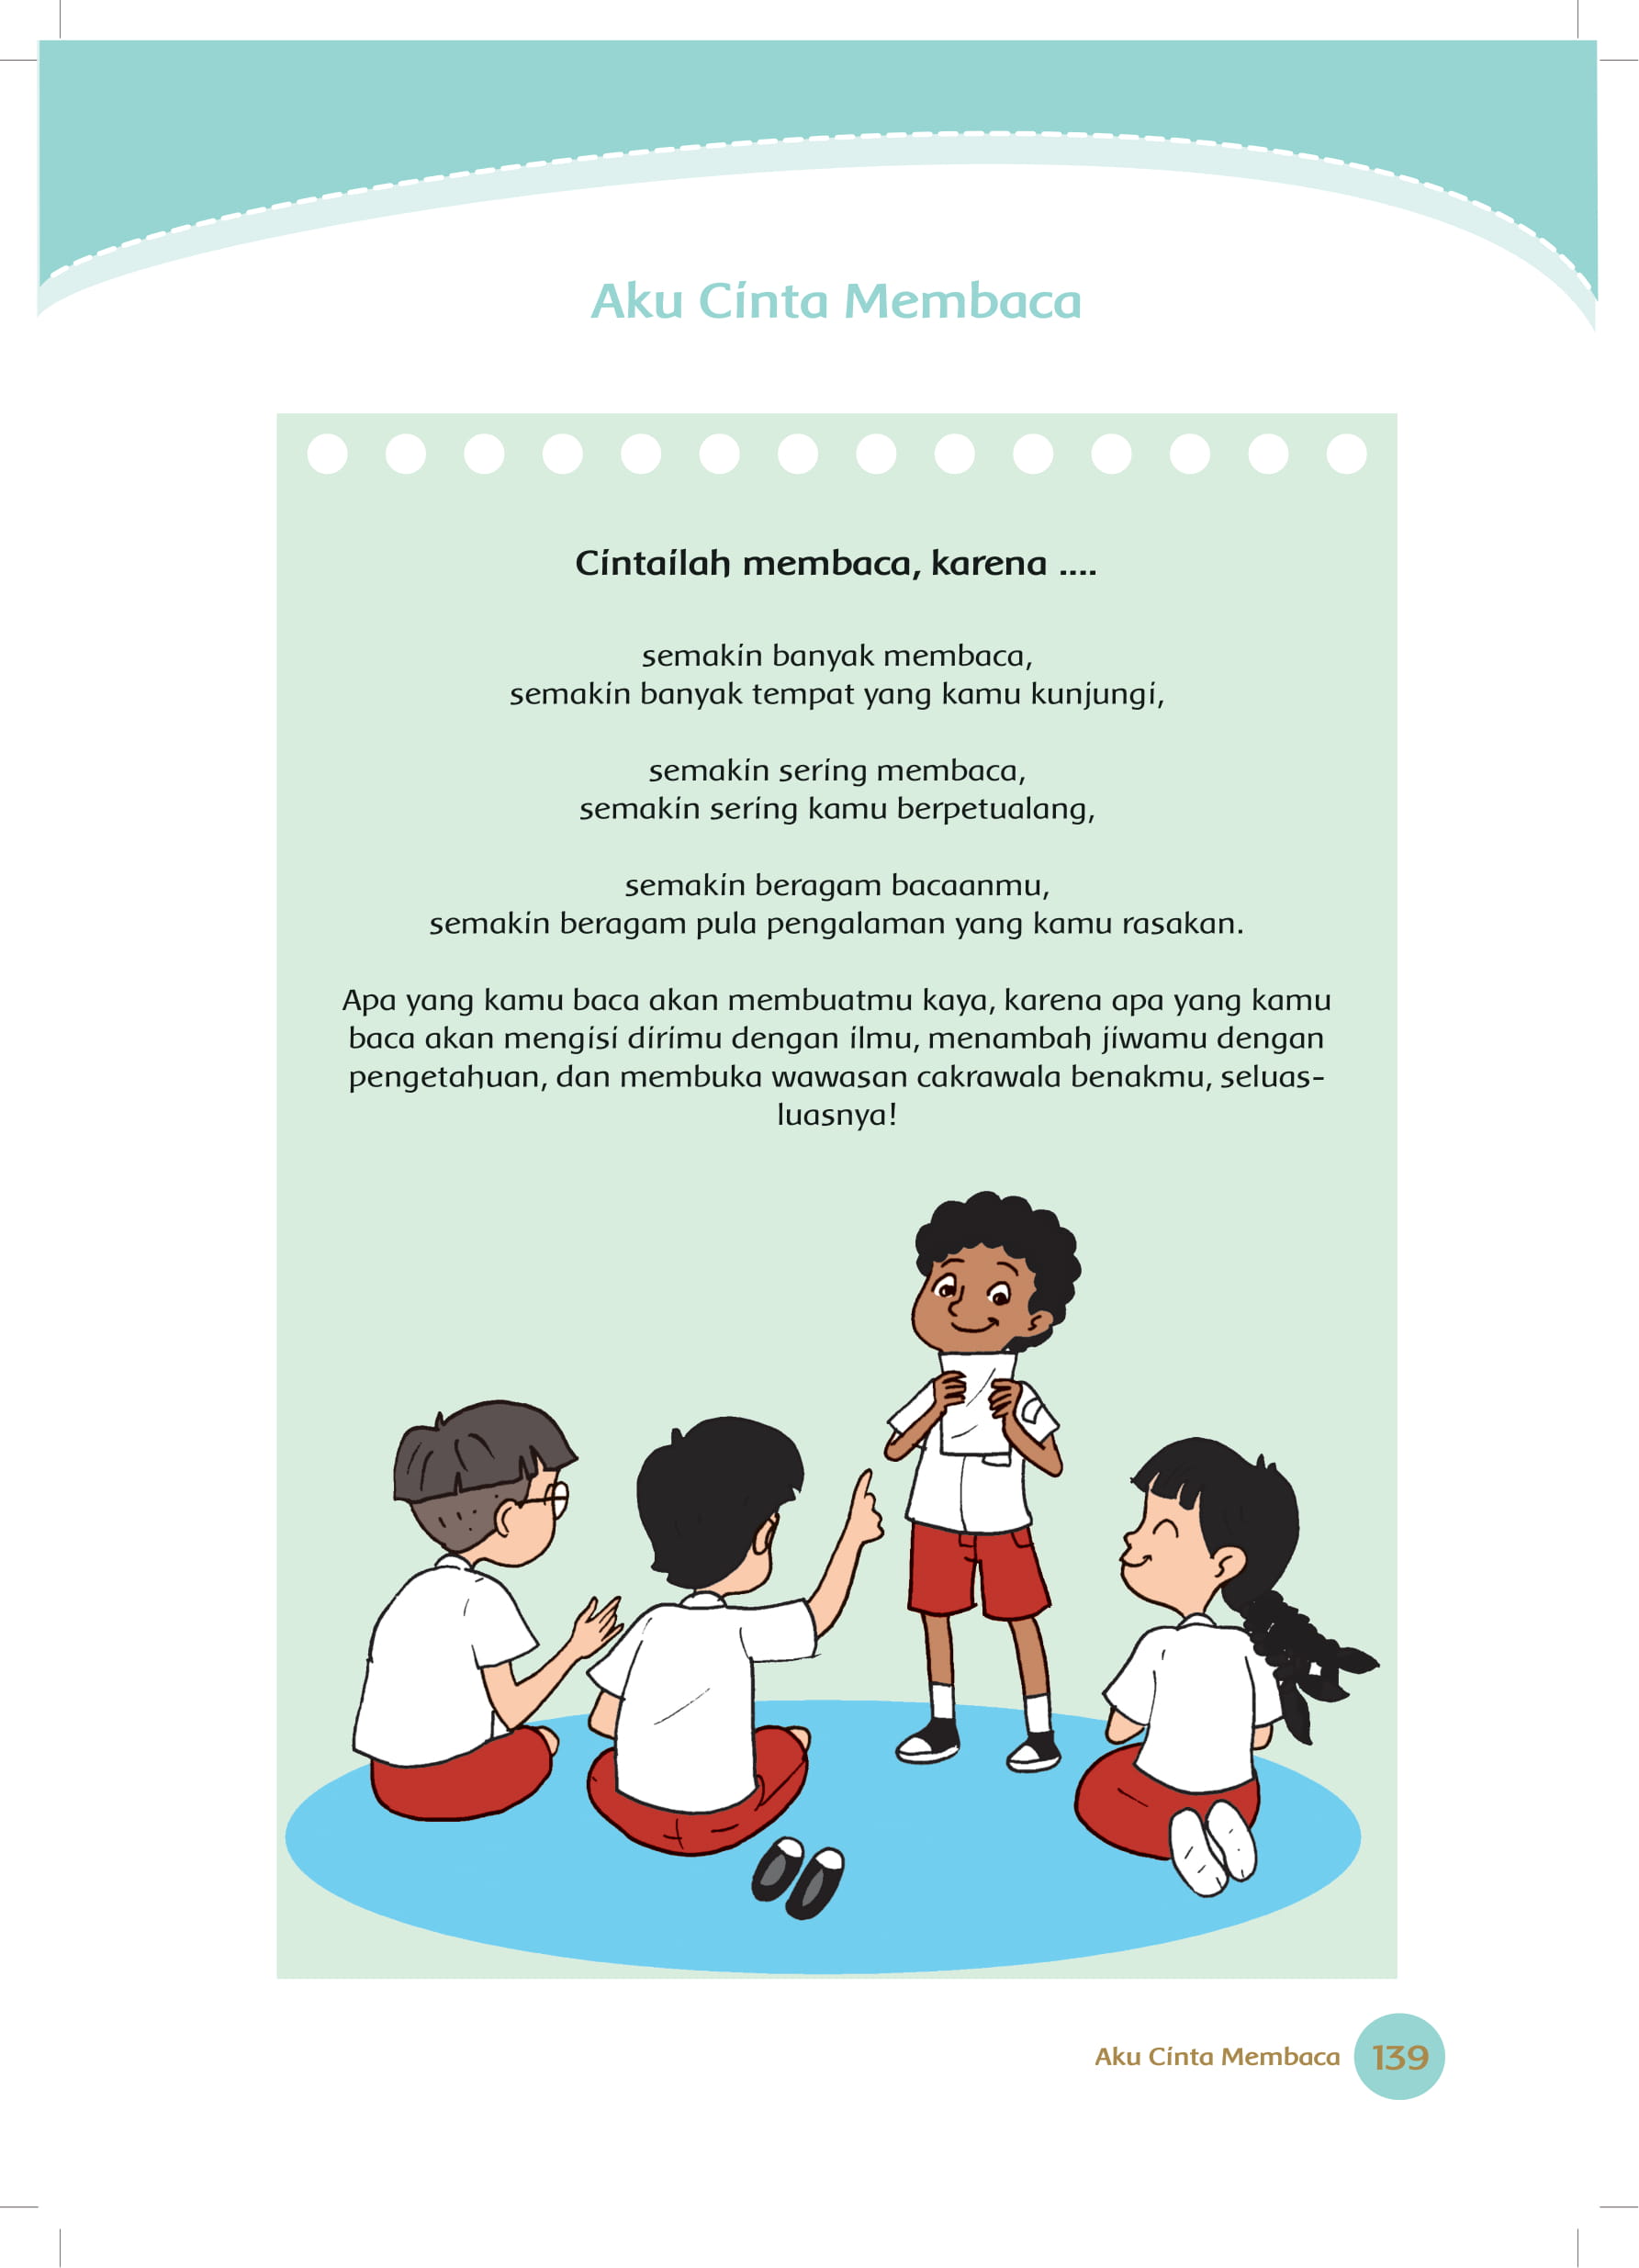 Aku Cinta Membaca
Cintailah membaca, karena ....
semakin banyak membaca,
semakin banyak tempat yang kamu kunjungi,
semakin sering membaca,
semakin sering kamu berpetualang,
semakin beragam bacaanmu,
semakin beragam pula pengalaman yang kamu rasakan.
Apa yang kamu baca akan membuatmu kaya, karena apa yang kamu
baca akan mengisi dirimu dengan ilmu, menambah jiwamu dengan
pengetahuan, dan membuka wawasan cakrawala benakmu, seluas-
luasnya!
Aku Cinta Membaca 139